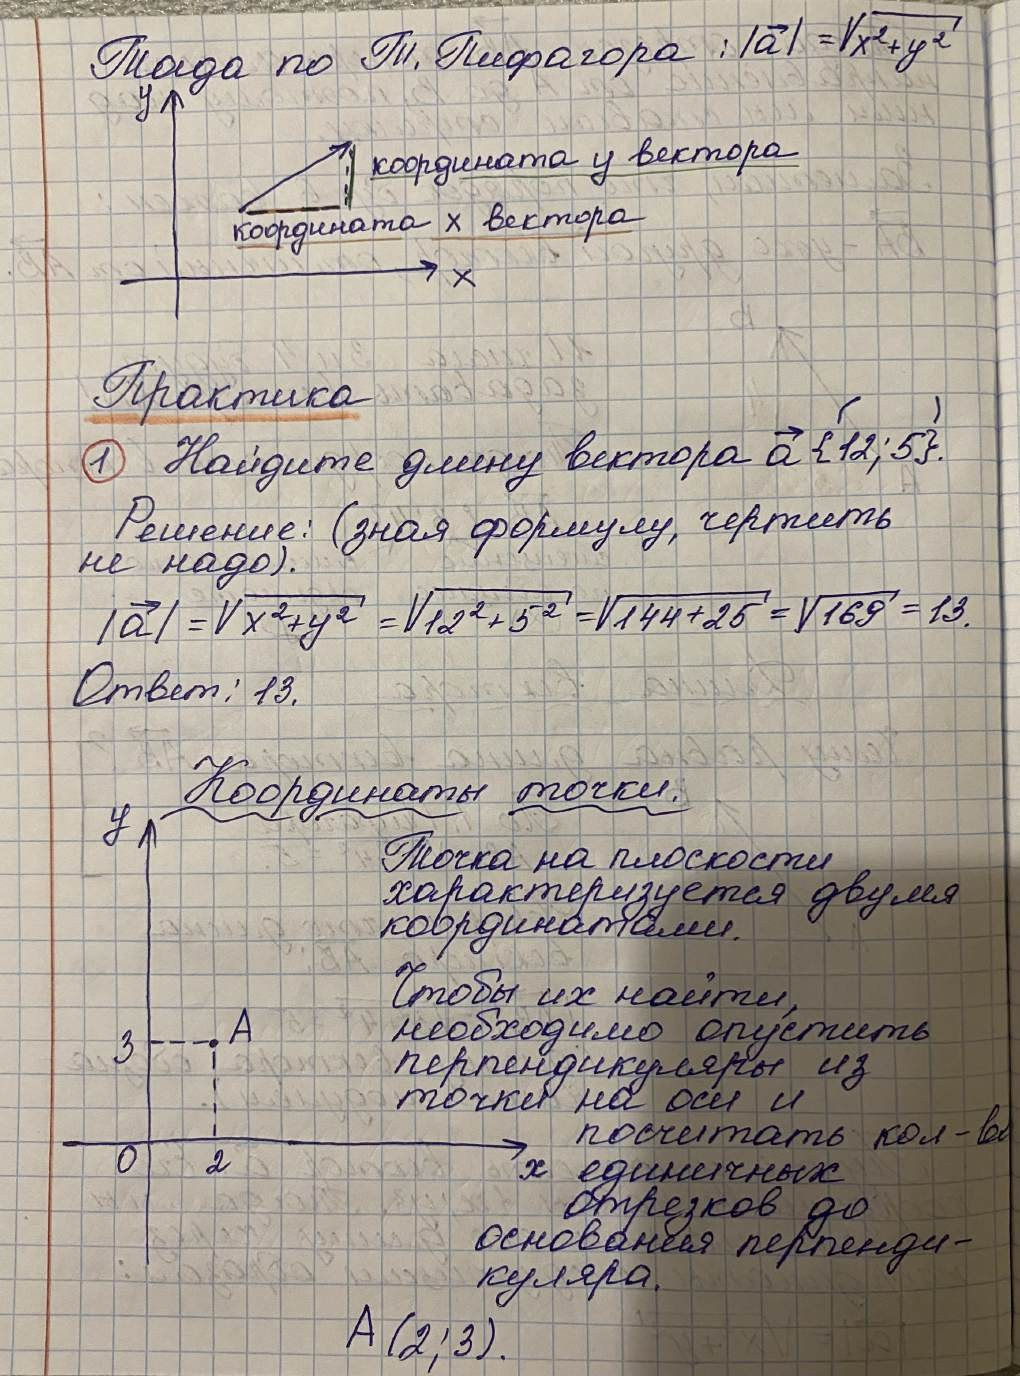 Тогда по Т. Пифагора : |a⃗| = √x²+y²
y
координата y вектора
координата x вектора
x
Практика
① Найдите длину вектора a⃗ {12; 5}.
( )
Решение: (зная формулу, чертить
не надо).
|a⃗| = √x²+y² = √12²+5² = √144+25 = √169 = 13.
Ответ: 13.
Координаты точки.
y
Точка на плоскости
характеризуется двумя
координатами.
Чтобы их найти,
3 A необходимо опустить
перпендикуляры из
точки на оси и
посчитать кол-во
0 2 x единичных
отрезков до
основания перпенди-
куляра.
A (2; 3).